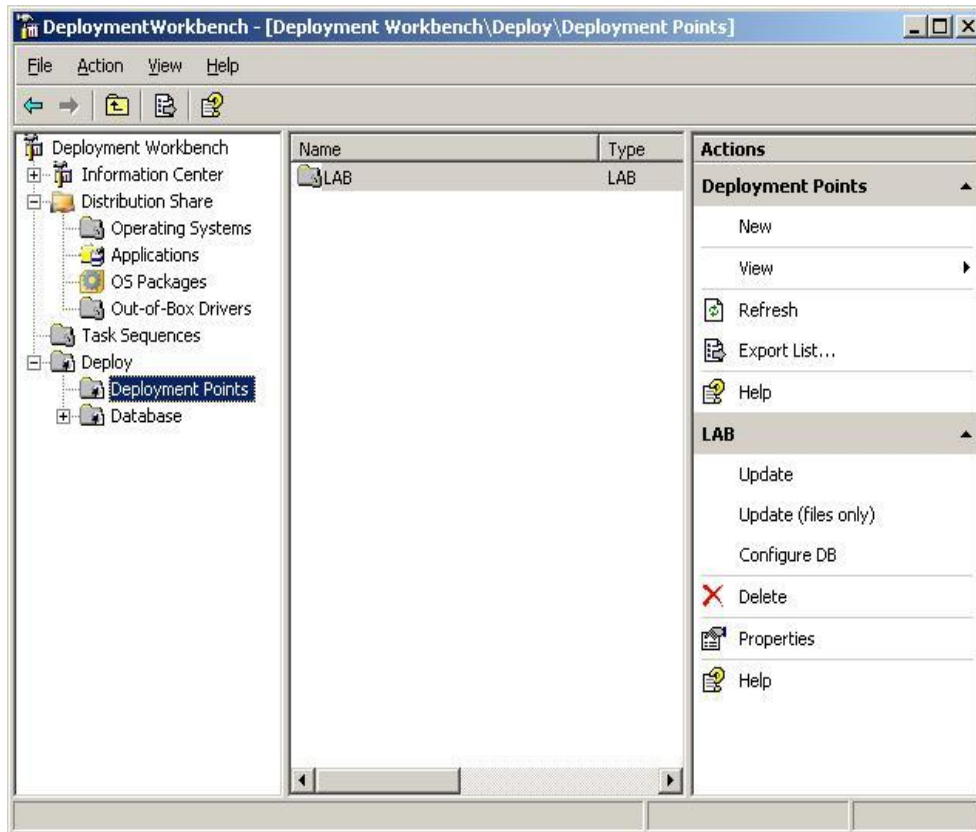 DeploymentWorkbench - [Deployment Workbench\Deploy\Deployment Points]
File Action View Help
Deployment Workbench
Information Center
Distribution Share
Operating Systems
Applications
OS Packages
Out-of-Box Drivers
Task Sequences
Deploy
Deployment Points
Database
Name Type
LAB LAB
Actions
Deployment Points
New
View
Refresh
Export List...
Help
LAB
Update
Update (files only)
Configure DB
Delete
Properties
Help